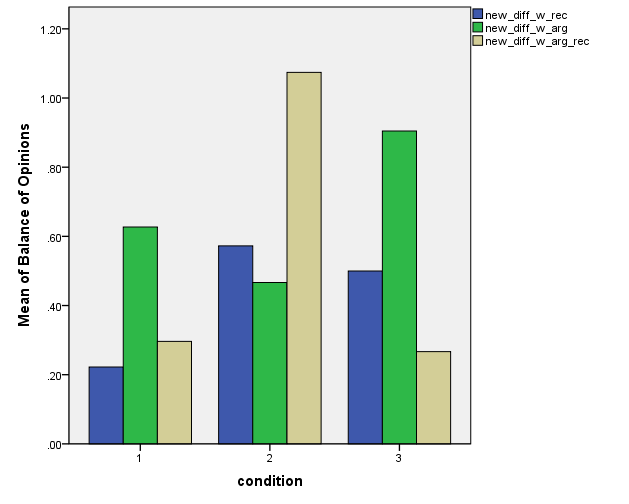 new_diff_w_rec
new_diff_w_arg
new_diff_w_arg_rec
1.20
1.00
.80
.60
.40
.20
.00
Mean of Balance of Opinions
1 2 3
condition